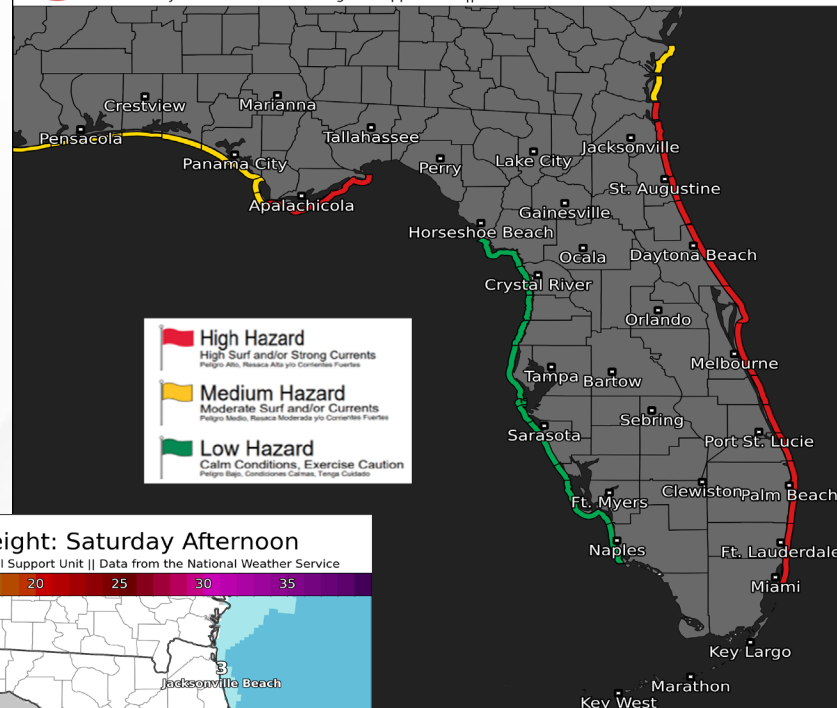 Crestview
Marianna
Pensacola
Tallahassee
Jacksonville
Panama City
Perry
Lake City
St. Augustine
Apalachicola
Gainesville
Horseshoe Beach
Ocala
Daytona Beach
Crystal River
Orlando
High Hazard
High Surf and/or Strong Currents
Peligro Alto, Resaca Alta y/o Corrientes Fuertes
Medium Hazard
Moderate Surf and/or Currents
Peligro Medio, Resaca Moderada y/o Corrientes Fuertes
Low Hazard
Calm Conditions, Exercise Caution
Peligro Bajo, Condiciones Calmas, Tenga Cuidado
Melbourne
Tampa
Bartow
Sebring
Sarasota
Port St. Lucie
Clewiston
Palm Beach
Ft. Myers
Naples
Ft. Lauderdale
Miami
Key Largo
Marathon
Key West
eight: Saturday Afternoon
l Support Unit || Data from the National Weather Service
20 25 30 35
3
Jacksonville Beach